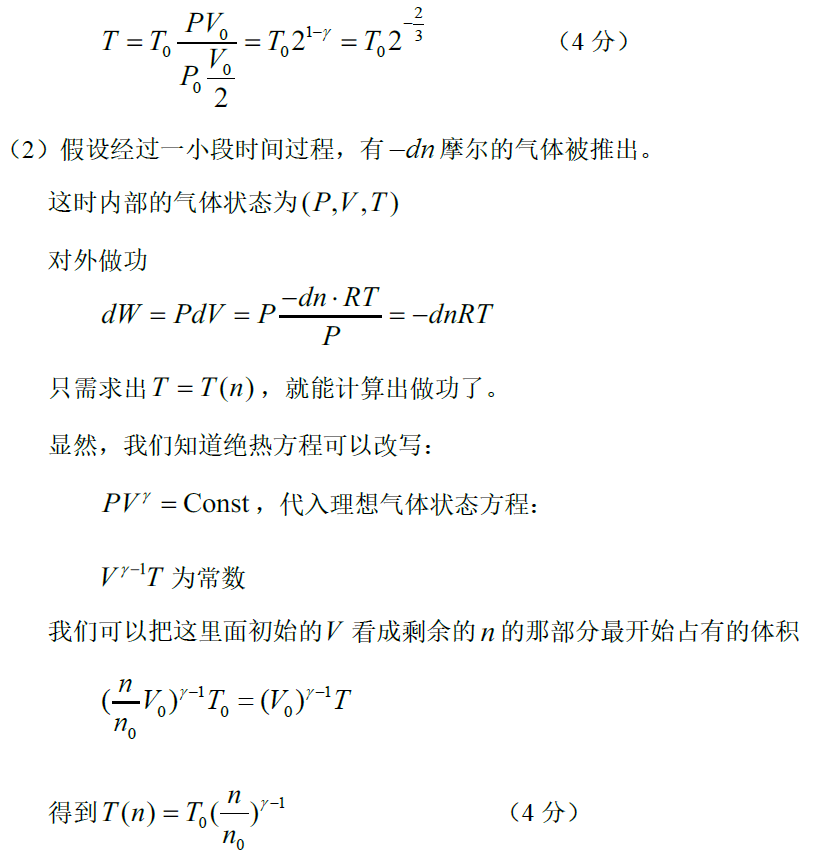 $T = T_0 \frac{PV_0}{P_0 \frac{V_0}{2}} = T_0 2^{1-\gamma} = T_0 2^{-\frac{2}{3}}$ （4 分）
（2）假设经过一小段时间过程，有 $-dn$ 摩尔的气体被推出。
这时内部的气体状态为 $(P,V,T)$
对外做功
$dW = PdV = P\frac{-dn \cdot RT}{P} = -dnRT$
只需求出 $T = T(n)$，就能计算出做功了。
显然，我们知道绝热方程可以改写：
$PV^{\gamma} = \text{Const}$，代入理想气体状态方程：
$V^{\gamma-1}T$ 为常数
我们可以把这里面初始的 $V$ 看成剩余的 $n$ 的那部分最开始占有的体积
$(\frac{n}{n_0}V_0)^{\gamma-1}T_0 = (V_0)^{\gamma-1}T$
得到 $T(n) = T_0(\frac{n}{n_0})^{\gamma-1}$ （4 分）